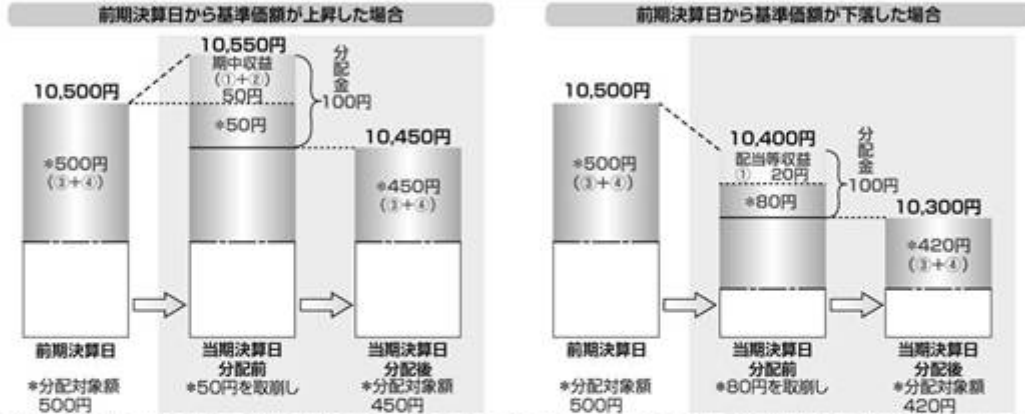 前期決算日から基準価額が上昇した場合
10,500円
*500円
(③+④)
前期決算日
*分配対象額
500円
10,550円
期中収益
(①+②)
50円
*50円
分配金
100円
当期決算日
分配前
*50円を取崩し
10,450円
*450円
(③+④)
当期決算日
分配後
*分配対象額
450円
前期決算日から基準価額が下落した場合
10,500円
*500円
(③+④)
前期決算日
*分配対象額
500円
10,400円
配当等収益
① 20円
*80円
分配金
100円
当期決算日
分配前
*80円を取崩し
10,300円
*420円
(③+④)
当期決算日
分配後
*分配対象額
420円